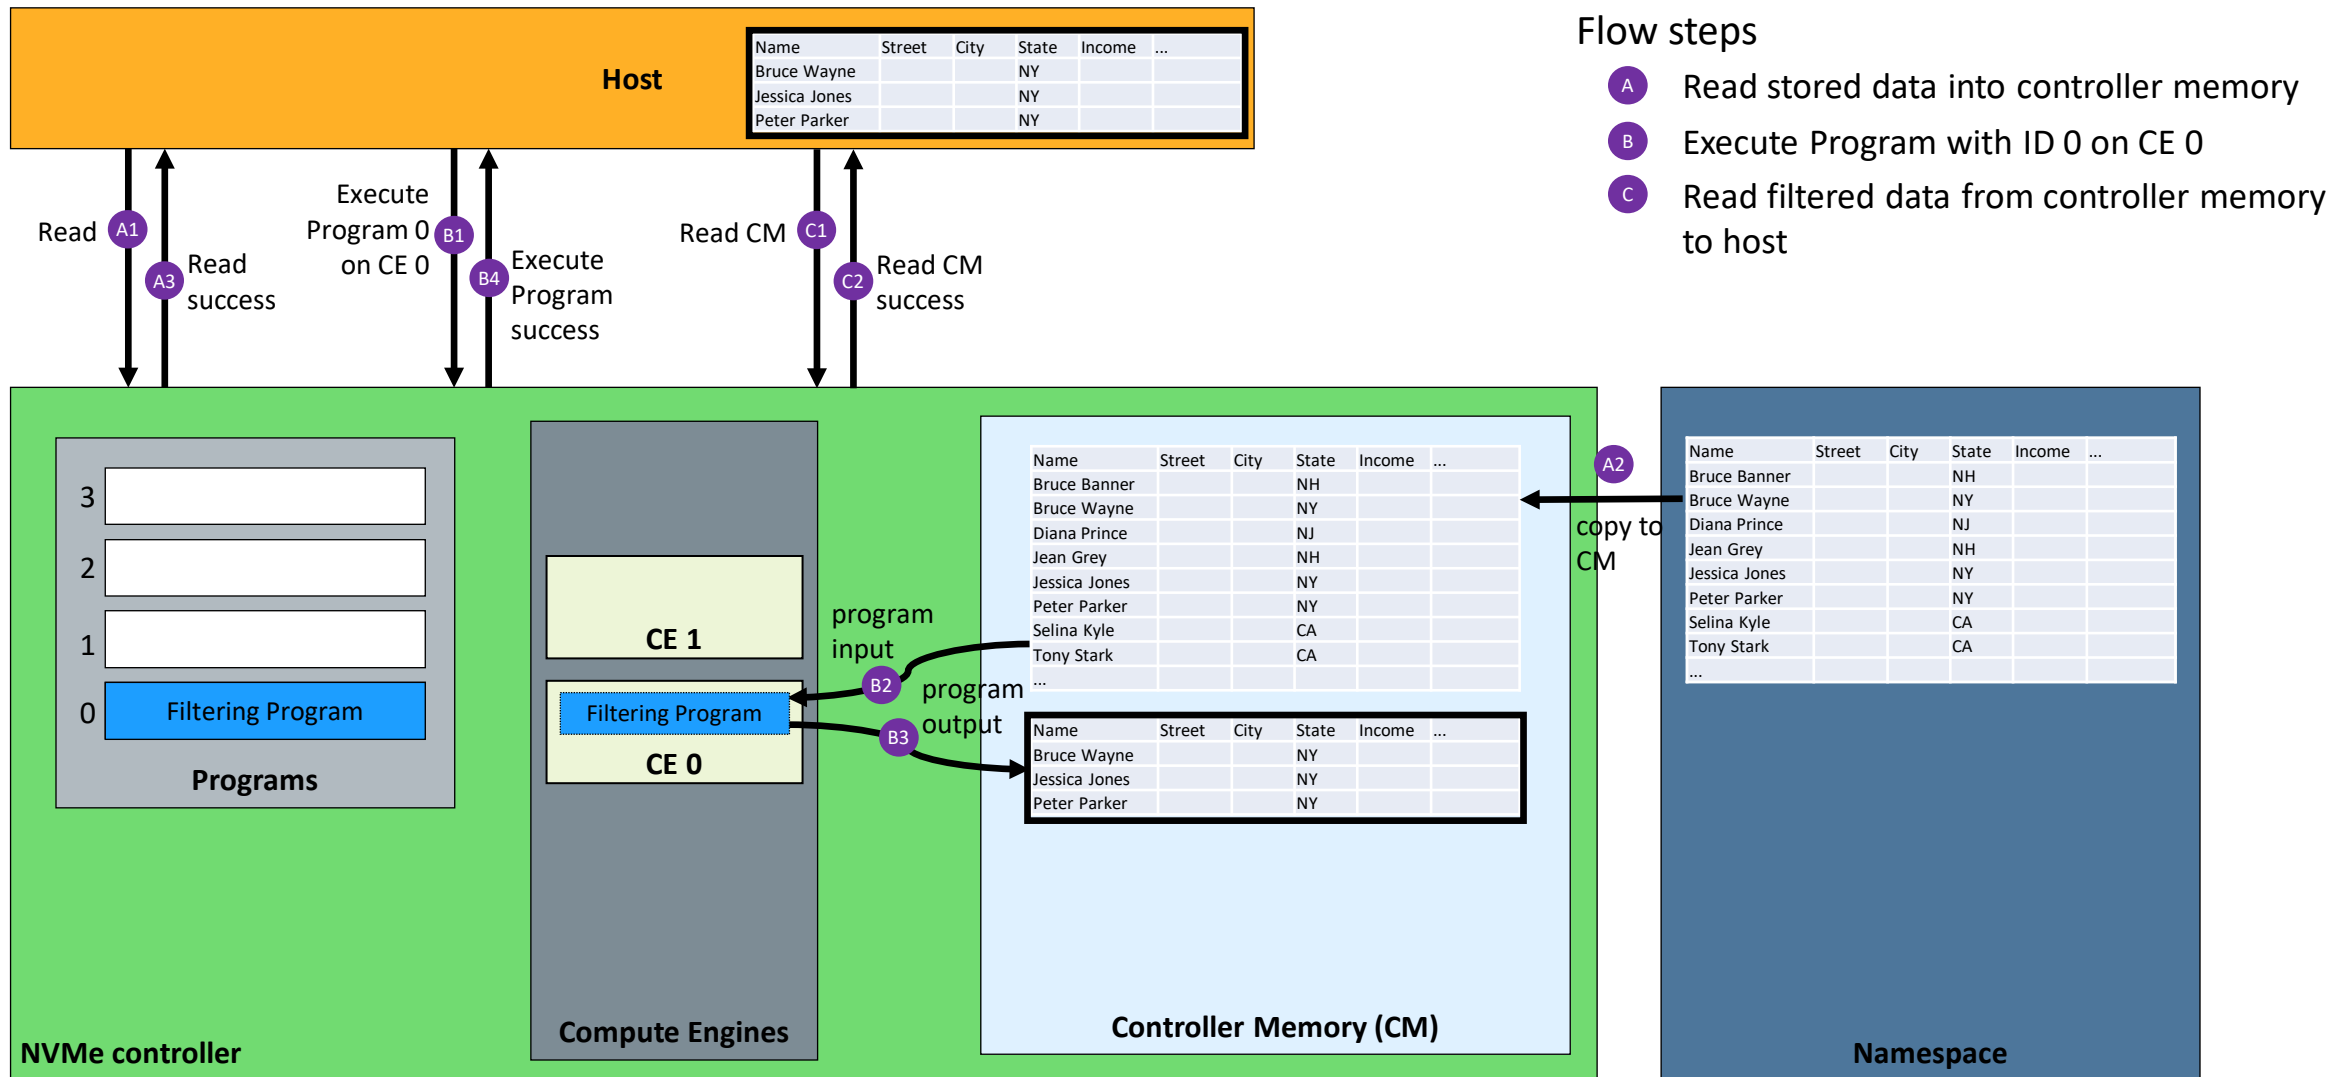 Host
Name Street City State Income ...
Bruce Wayne NY
Jessica Jones NY
Peter Parker NY
Flow steps
A Read stored data into controller memory
B Execute Program with ID 0 on CE 0
C Read filtered data from controller memory
to host
Read A1
A3 Read
success
Execute
Program 0
on CE 0
B1
B4 Execute
Program
success
Read CM C1
C2 Read CM
success
3
2
1
0 Filtering Program
Programs
CE 1
Filtering Program
CE 0
Compute Engines
program
input
B2
program
output
B3
Name Street City State Income ...
Bruce Banner NH
Bruce Wayne NY
Diana Prince NJ
Jean Grey NH
Jessica Jones NY
Peter Parker NY
Selina Kyle CA
Tony Stark CA
...
Name Street City State Income ...
Bruce Wayne NY
Jessica Jones NY
Peter Parker NY
Controller Memory (CM)
NVMe controller
A2
copy to
CM
Name Street City State Income ...
Bruce Banner NH
Bruce Wayne NY
Diana Prince NJ
Jean Grey NH
Jessica Jones NY
Peter Parker NY
Selina Kyle CA
Tony Stark CA
...
Namespace